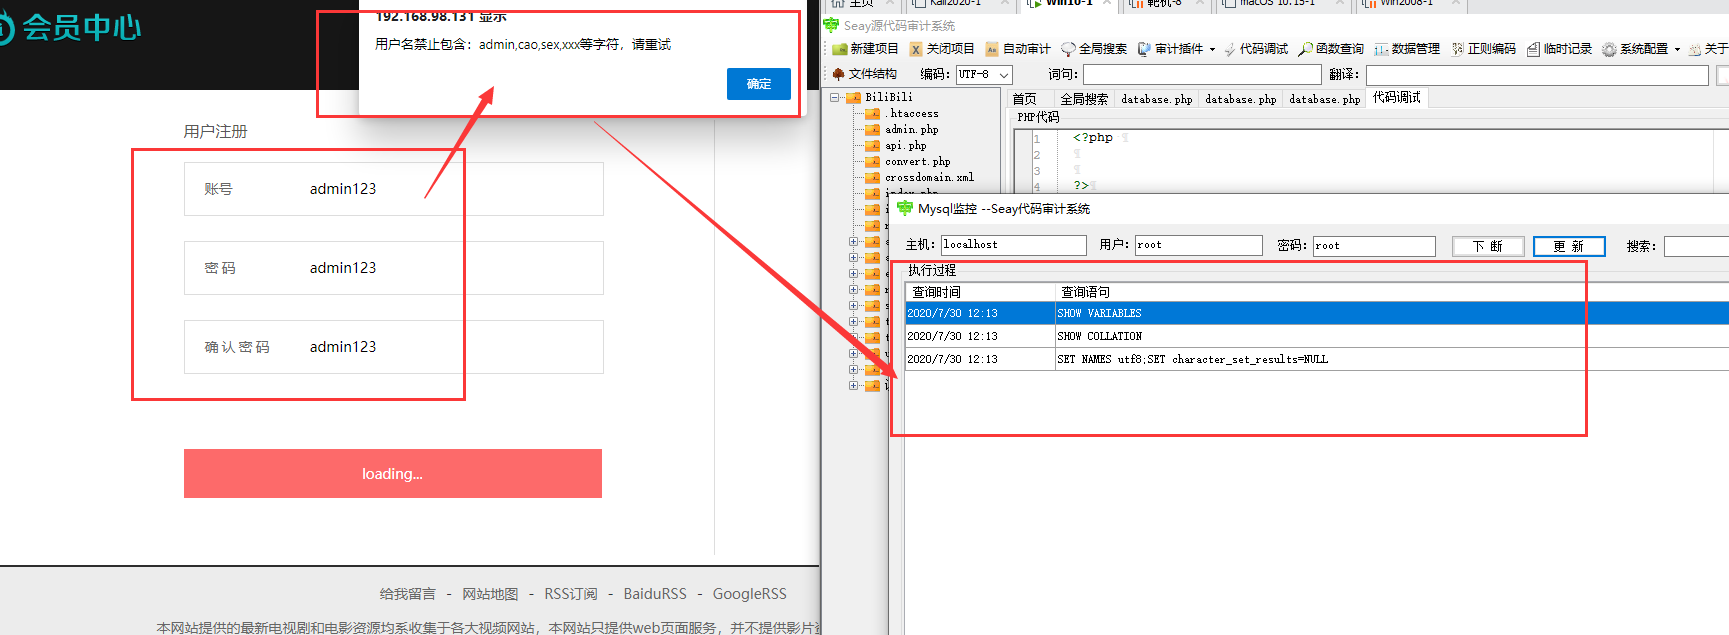 会员中心
192.168.98.131 显示
用户名禁止包含：admin,cao,sex,xxx等字符，请重试
确定
用户注册
账号 admin123
密码 admin123
确认密码 admin123
loading...
给我留言 - 网站地图 - RSS订阅 - BaiduRSS - GoogleRSS
本网站提供的最新电视剧和电影资源均系收集于各大视频网站，本网站只提供web页面服务，并不提供影片
主页 Kali2020-1 Win10-1 靶机-8 macOS 10.15-1 Win2008-1
Seay源代码审计系统
新建项目 关闭项目 自动审计 全局搜索 审计插件 代码调试 函数查询 数据管理 正则编码 临时记录 系统配置 关于
文件结构 编码： UTF-8 词句： 翻译：
首页 全局搜索 database.php database.php database.php 代码调试
BiliBili
.htaccess
admin.php
api.php
convert.php
crossdomain.xml
index.php
PHP代码
1 <?php ¶
2 ¶
3 ¶
4 ?>¶
Mysql监控 --Seay代码审计系统
主机： localhost 用户： root 密码： root 下 断 更 新 搜索：
执行过程
查询时间 查询语句
2020/7/30 12:13 SHOW VARIABLES
2020/7/30 12:13 SHOW COLLATION
2020/7/30 12:13 SET NAMES utf8;SET character_set_results=NULL